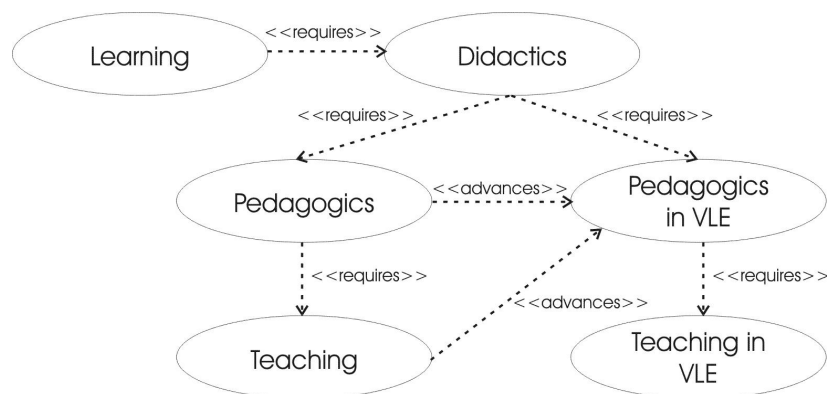 <<requires>>
Learning
Didactics
<<requires>>
<<requires>>
Pedagogics
<<advances>>
Pedagogics
in VLE
<<requires>>
<<requires>>
<<advances>>
Teaching
Teaching in
VLE